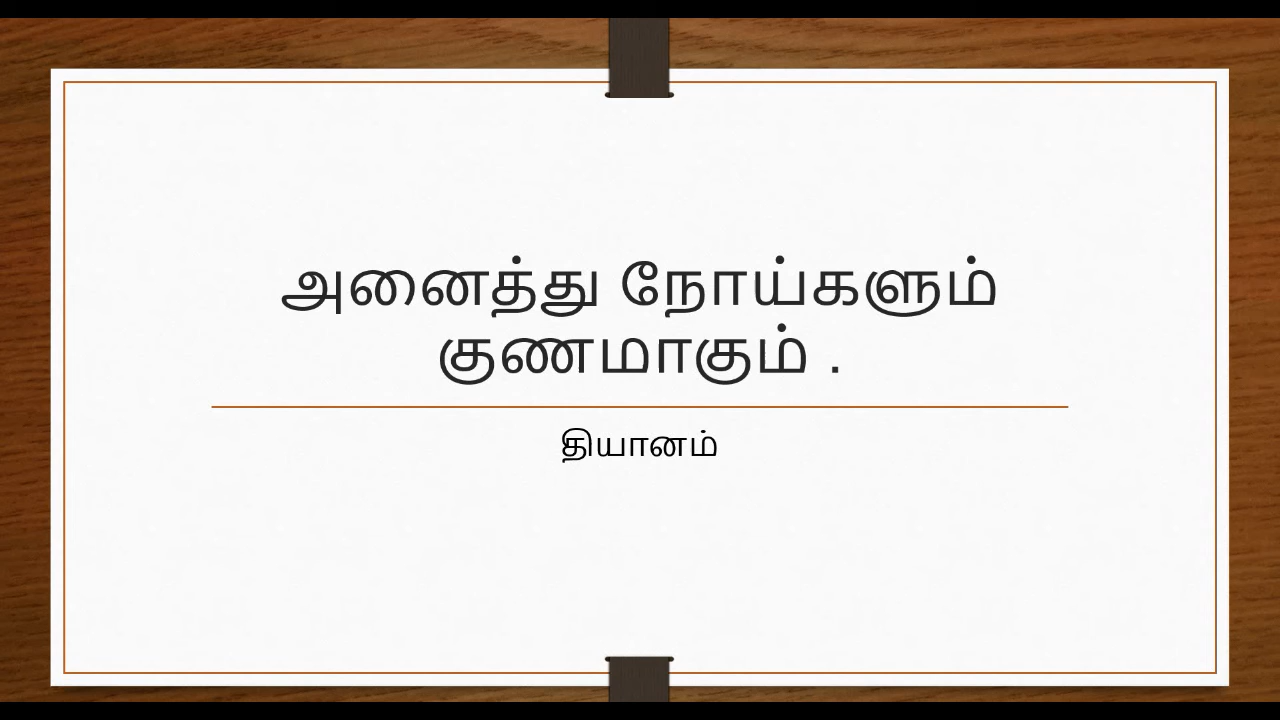 அனைத்து நோய்களும்
குணமாகும் .
தியானம்